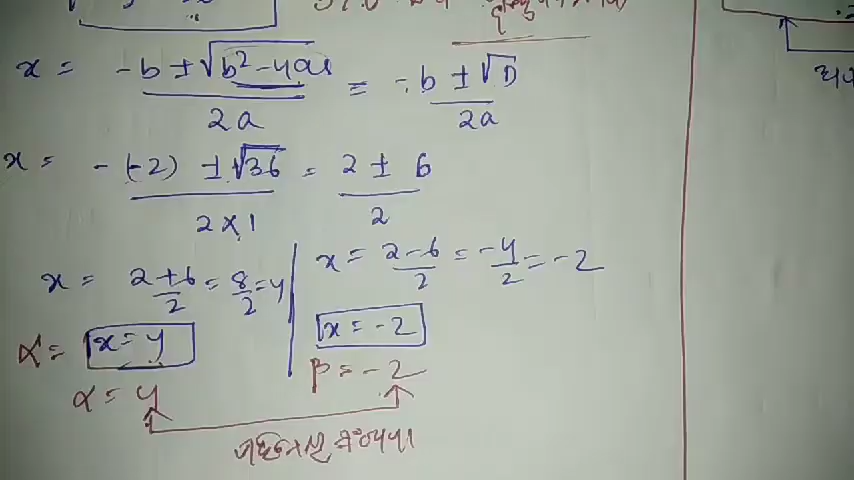 x = -b ± √b² - 4ac / 2a = -b ± √D / 2a
x = -(-2) ± √36 / 2×1 = 2 ± 6 / 2
x = 2+6 / 2 = 8/2 = 4
x = 2-6 / 2 = -4/2 = -2
α = x = 4
x = -2
α = 4
β = -2